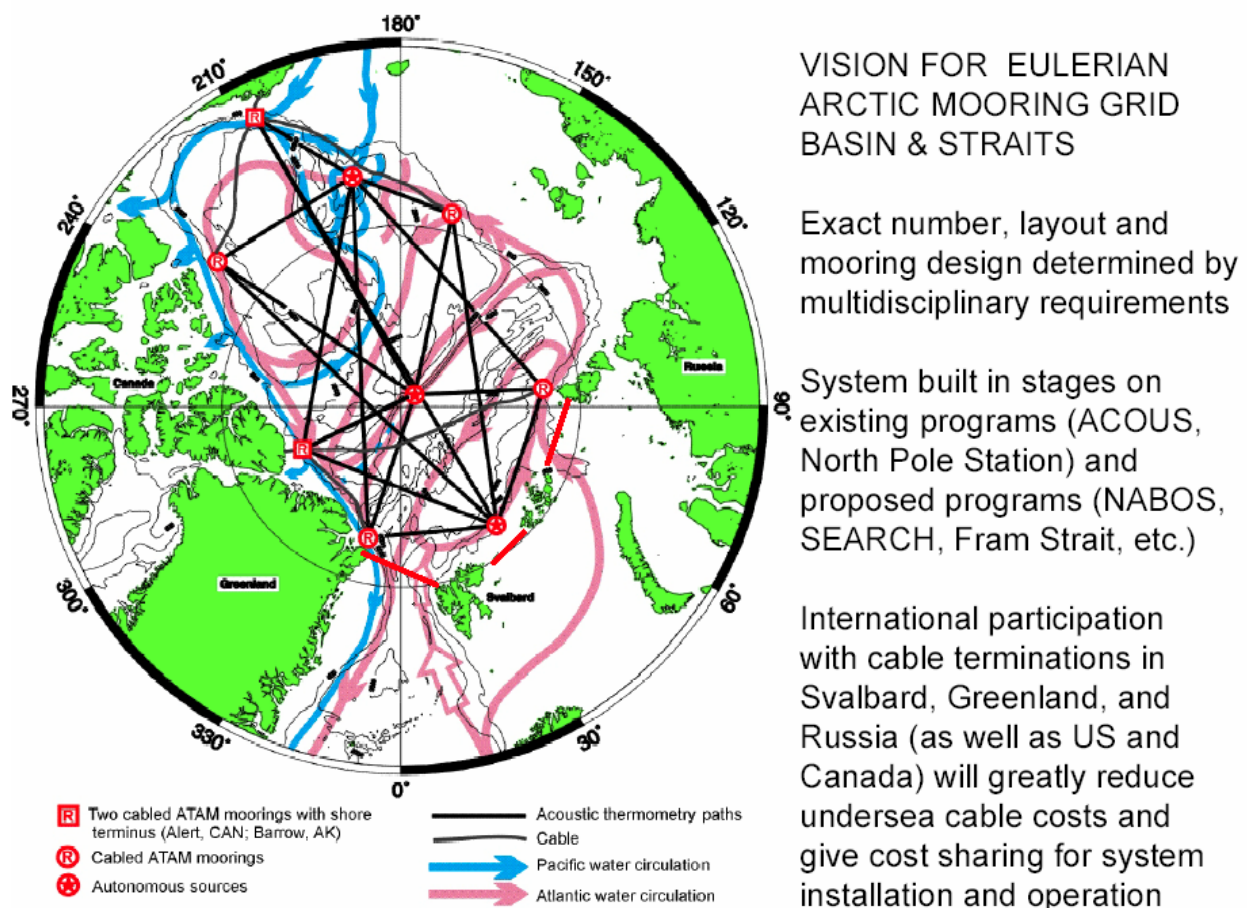 180°
210°
150°
240°
120°
270°
90°
300°
60°
330°
30°
0°
Canada
Russia
Greenland
Svalbard
Two cabled ATAM moorings with shore
terminus (Alert, CAN; Barrow, AK)
Cabled ATAM moorings
Autonomous sources
Acoustic thermometry paths
Cable
Pacific water circulation
Atlantic water circulation
R
R
R
R
R
R
R
R
VISION FOR EULERIAN
ARCTIC MOORING GRID
BASIN & STRAITS
Exact number, layout and
mooring design determined by
multidisciplinary requirements
System built in stages on
existing programs (ACOUS,
North Pole Station) and
proposed programs (NABOS,
SEARCH, Fram Strait, etc.)
International participation
with cable terminations in
Svalbard, Greenland, and
Russia (as well as US and
Canada) will greatly reduce
undersea cable costs and
give cost sharing for system
installation and operation